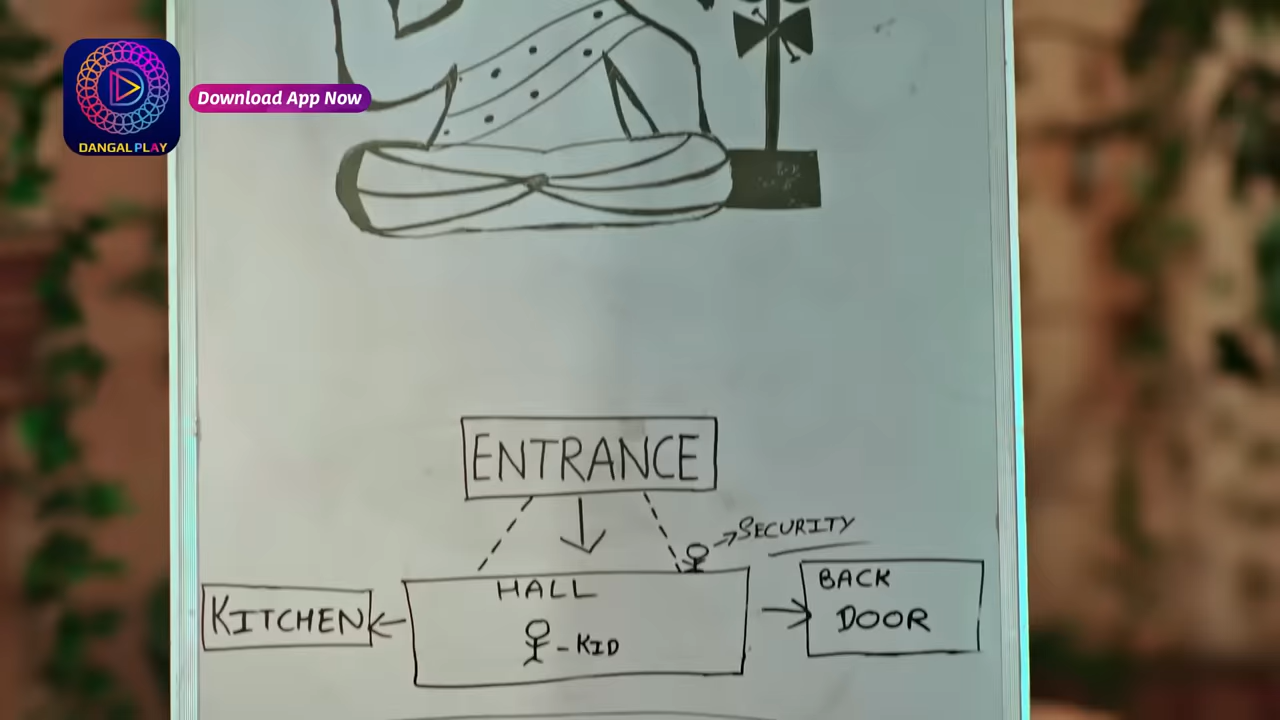 Download App Now
DANGAL PLAY
ENTRANCE
SECURITY
HALL
BACK
DOOR
KITCHEN
- KID